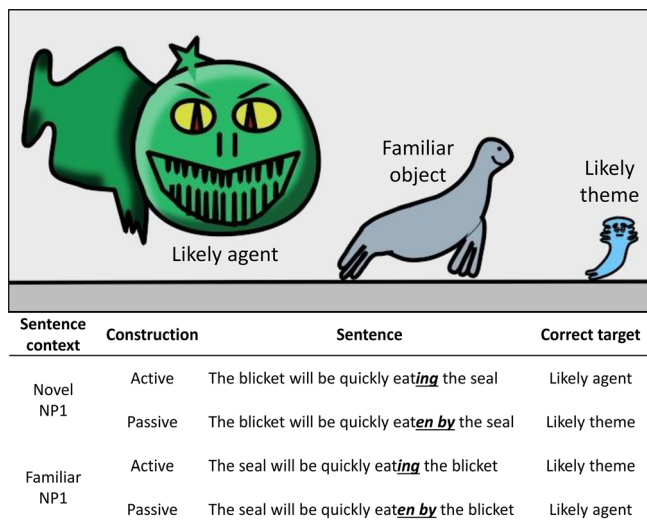 Familiar
object
Likely
theme
Likely agent
Sentence
context
Construction
Sentence
Correct target
Novel
NP1
Active
The blicket will be quickly eating the seal
Likely agent
Passive
The blicket will be quickly eaten by the seal
Likely theme
Familiar
NP1
Active
The seal will be quickly eating the blicket
Likely theme
Passive
The seal will be quickly eaten by the blicket
Likely agent